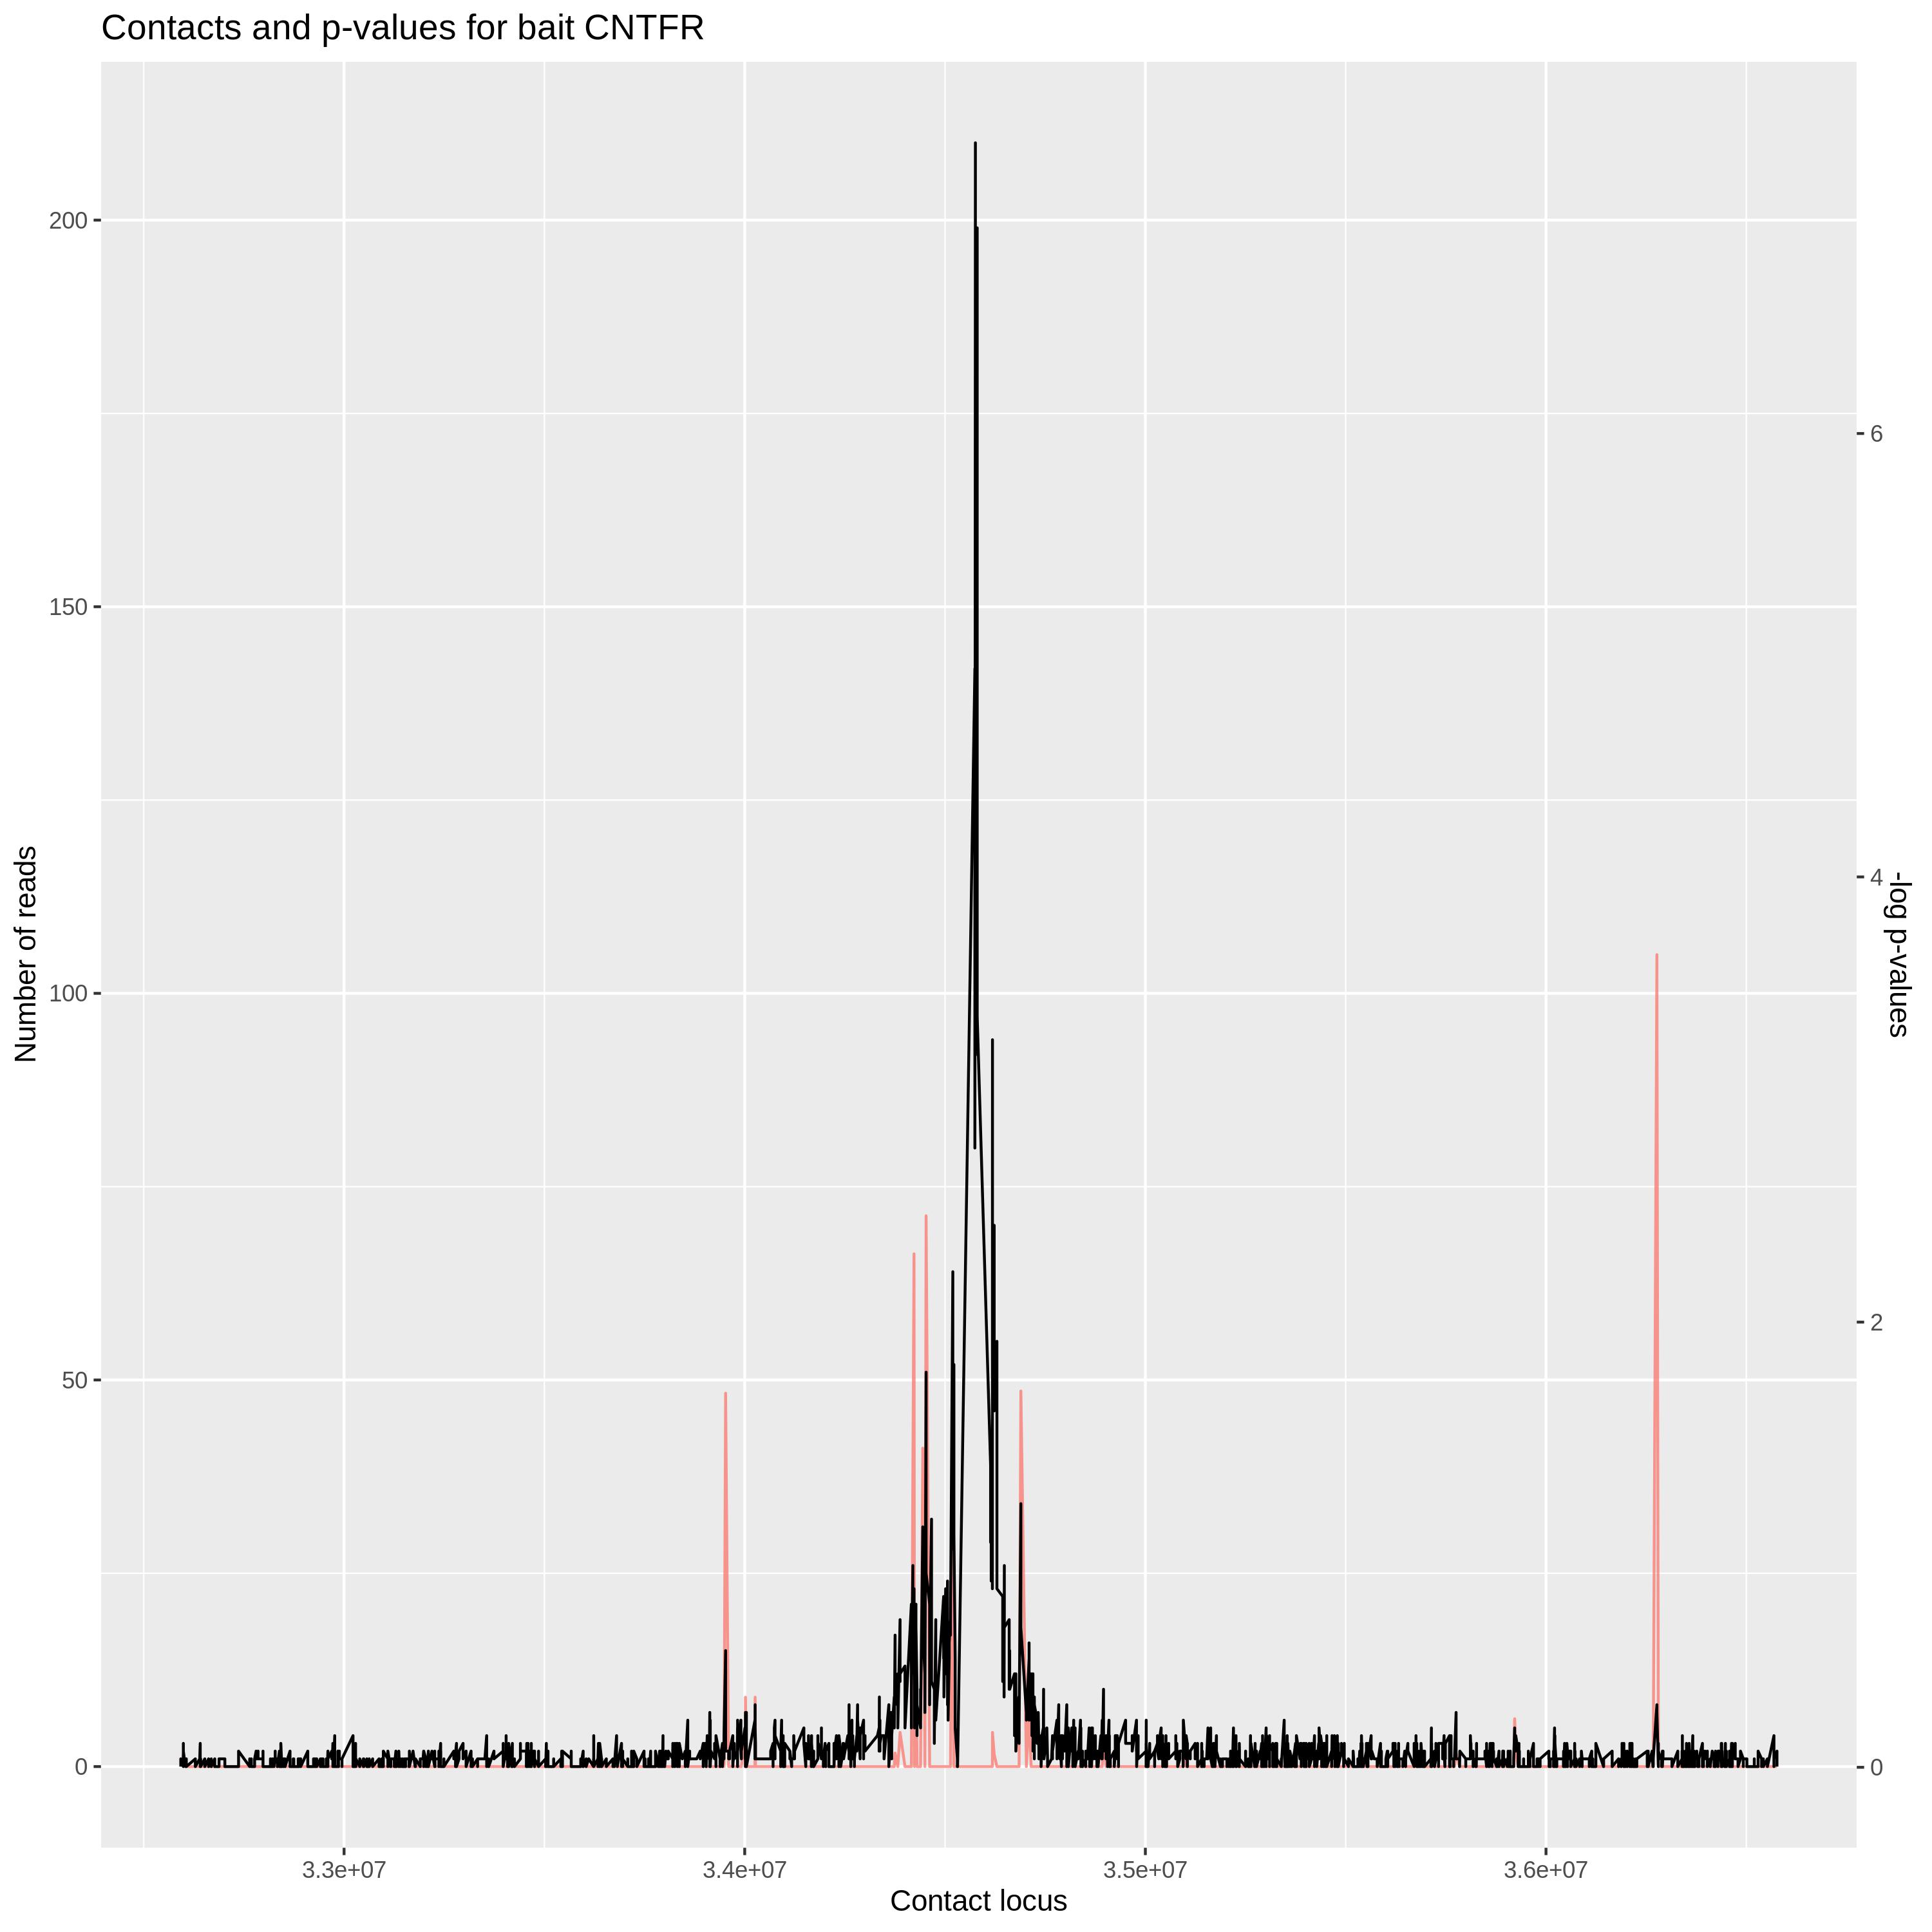 Contacts and p-values for bait CNTFR
200
150
100
50
0
6
4
2
0
Number of reads
-log p-values
3.3e+07
3.4e+07
3.5e+07
3.6e+07
Contact locus